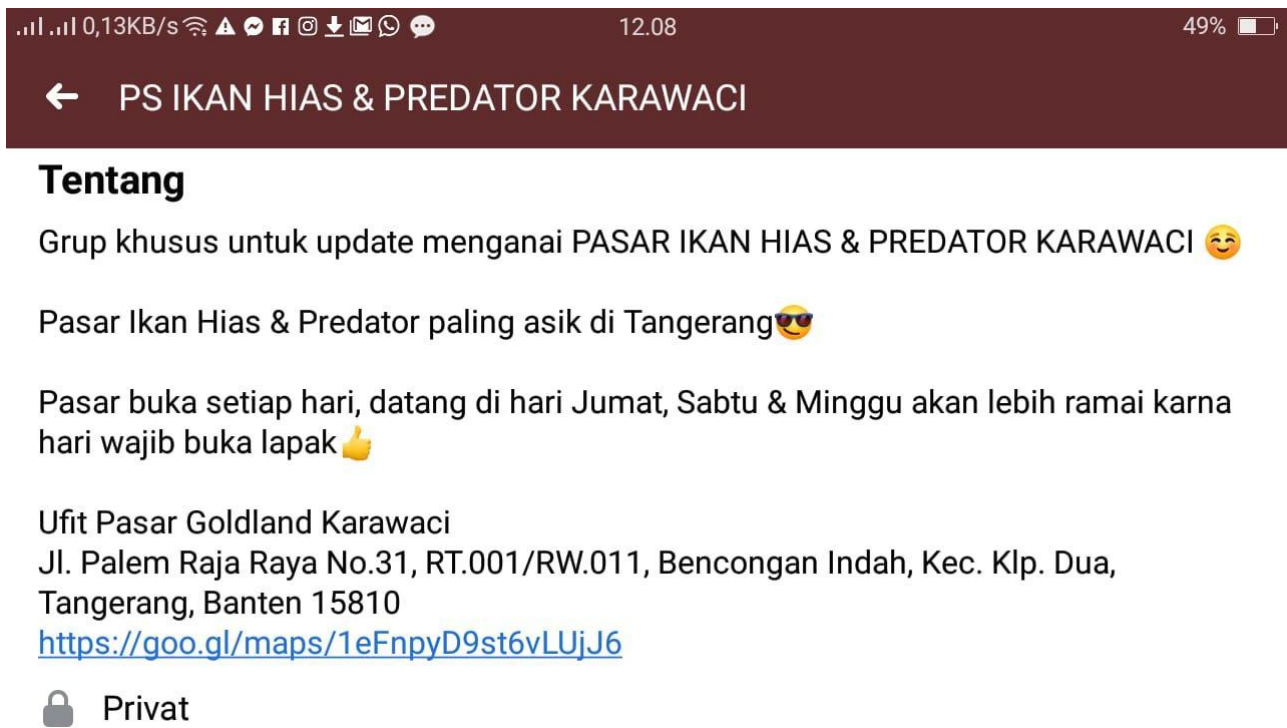 0,13KB/s 12.08 49%
PS IKAN HIAS & PREDATOR KARAWACI
Tentang
Grup khusus untuk update menganai PASAR IKAN HIAS & PREDATOR KARAWACI 😊
Pasar Ikan Hias & Predator paling asik di Tangerang😎
Pasar buka setiap hari, datang di hari Jumat, Sabtu & Minggu akan lebih ramai karna
hari wajib buka lapak👍
Ufit Pasar Goldland Karawaci
Jl. Palem Raja Raya No.31, RT.001/RW.011, Bencongan Indah, Kec. Klp. Dua,
Tangerang, Banten 15810
https://goo.gl/maps/1eFnpyD9st6vLUjJ6
Privat